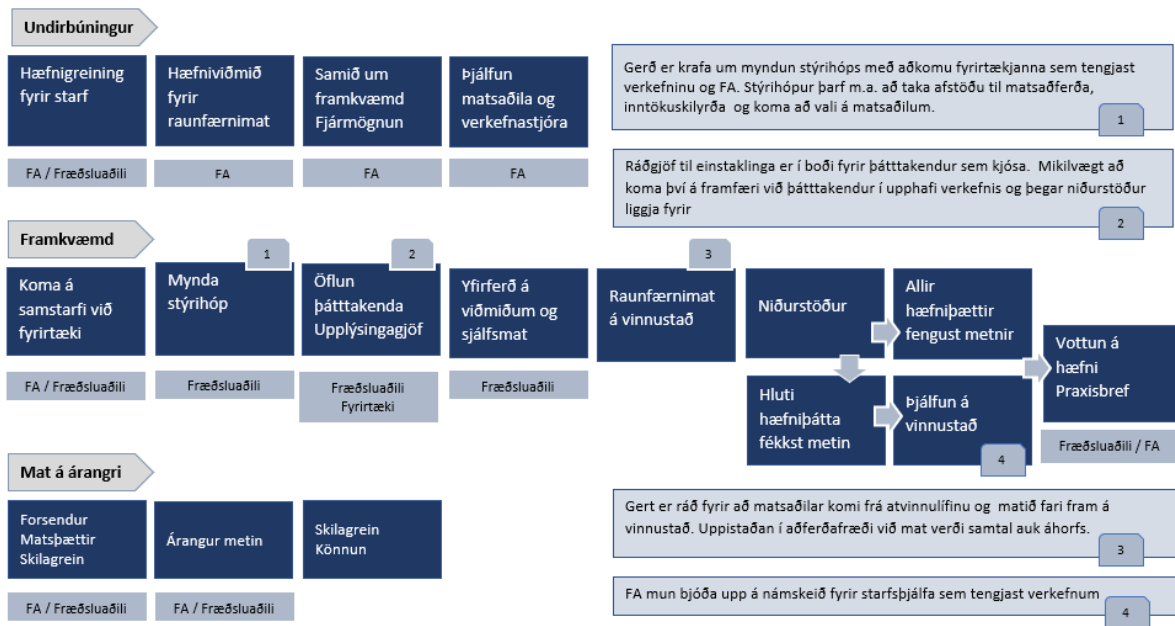 Undirbúningur
Hæfnigreining
fyrir starf
FA / Fræðsluaðili
Hæfniviðmið
fyrir
raunfærnimat
FA
Samið um
framkvæmd
Fjármögnun
FA
Þjálfun
matsaðila og
verkefnastjóra
FA
Gerð er krafa um myndun stýrihóps með aðkomu fyrirtækjanna sem tengjast
verkefninu og FA. Stýrihópur þarf m.a. að taka afstöðu til matsaðferða,
inntökuskilyrða og koma að vali á matsaðilum.
1
Ráðgjöf til einstaklinga er í boði fyrir þátttakendur sem kjósa. Mikilvægt að
koma því á framfæri við þátttakendur í upphafi verkefnis og þegar niðurstöður
liggja fyrir
2
Framkvæmd
Koma á
samstarfi við
fyrirtæki
FA / Fræðsluaðili
1
Mynda
stýrihóp
Fræðsluaðili
2
Öflun
þátttakenda
Upplýsingagjöf
Fræðsluaðili
Fyrirtæki
Yfirferð á
viðmiðum og
sjálfsmat
Fræðsluaðili
3
Raunfærnimat
á vinnustað
Niðurstöður
Allir
hæfniþættir
fengust metnir
Hluti
hæfniþátta
fékkst metin
Þjálfun á
vinnustað
4
Vottun á
hæfni
Praxisbref
Fræðsluaðili / FA
Mat á árangri
Forsendur
Matsþættir
Skilagrein
FA / Fræðsluaðili
Árangur metin
FA / Fræðsluaðili
Skilagrein
Könnun
Gert er ráð fyrir að matsaðilar komi frá atvinnulífinu og matið fari fram á
vinnustað. Uppistaðan í aðferðafræði við mat verði samtal auk áhorfs.
3
FA mun bjóða upp á námskeið fyrir starfsþjálfa sem tengjast verkefnum
4